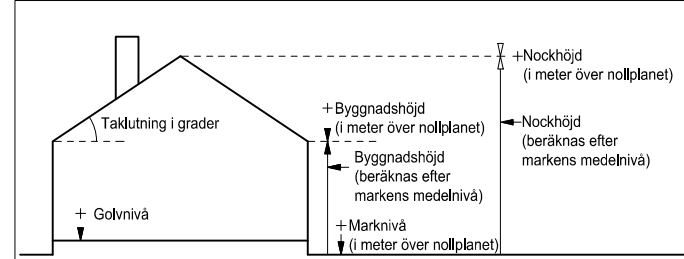 +Nockhöjd
(i meter över nollplanet)
Taklutning i grader
+Byggnadshöjd
(i meter över nollplanet)
Nockhöjd
(beräknas efter
markens medelnivå)
Byggnadshöjd
(beräknas efter
markens medelnivå)
+ Golvnivå
+Marknivå
(i meter över nollplanet)